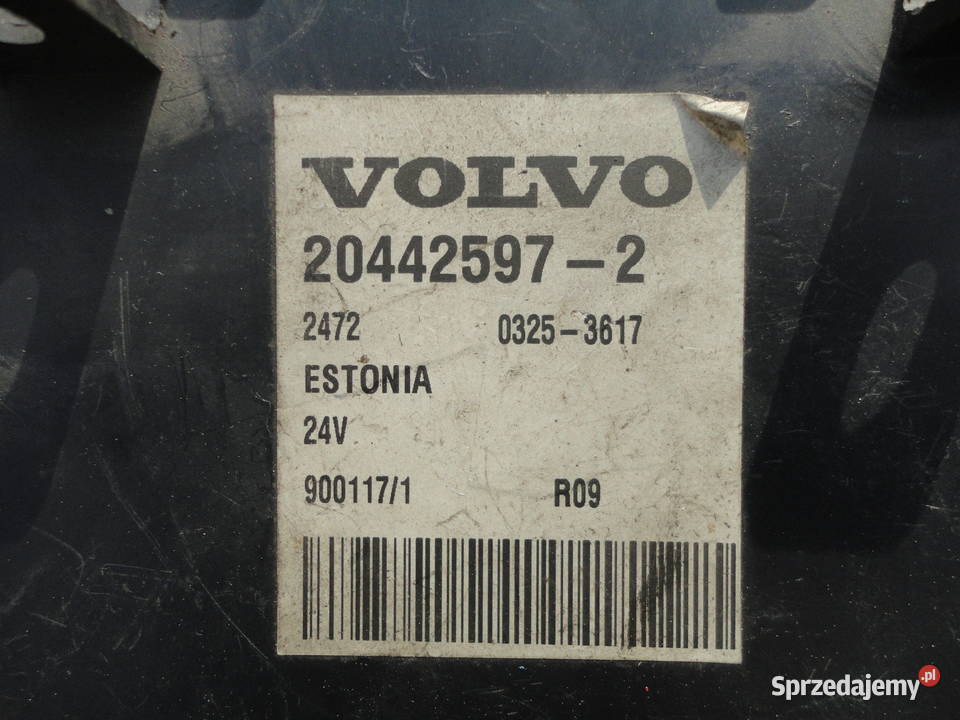 VOLVO
20442597-2
2472 0325-3617
ESTONIA
24V
900117/1 R09
Sprzedajemy.pl